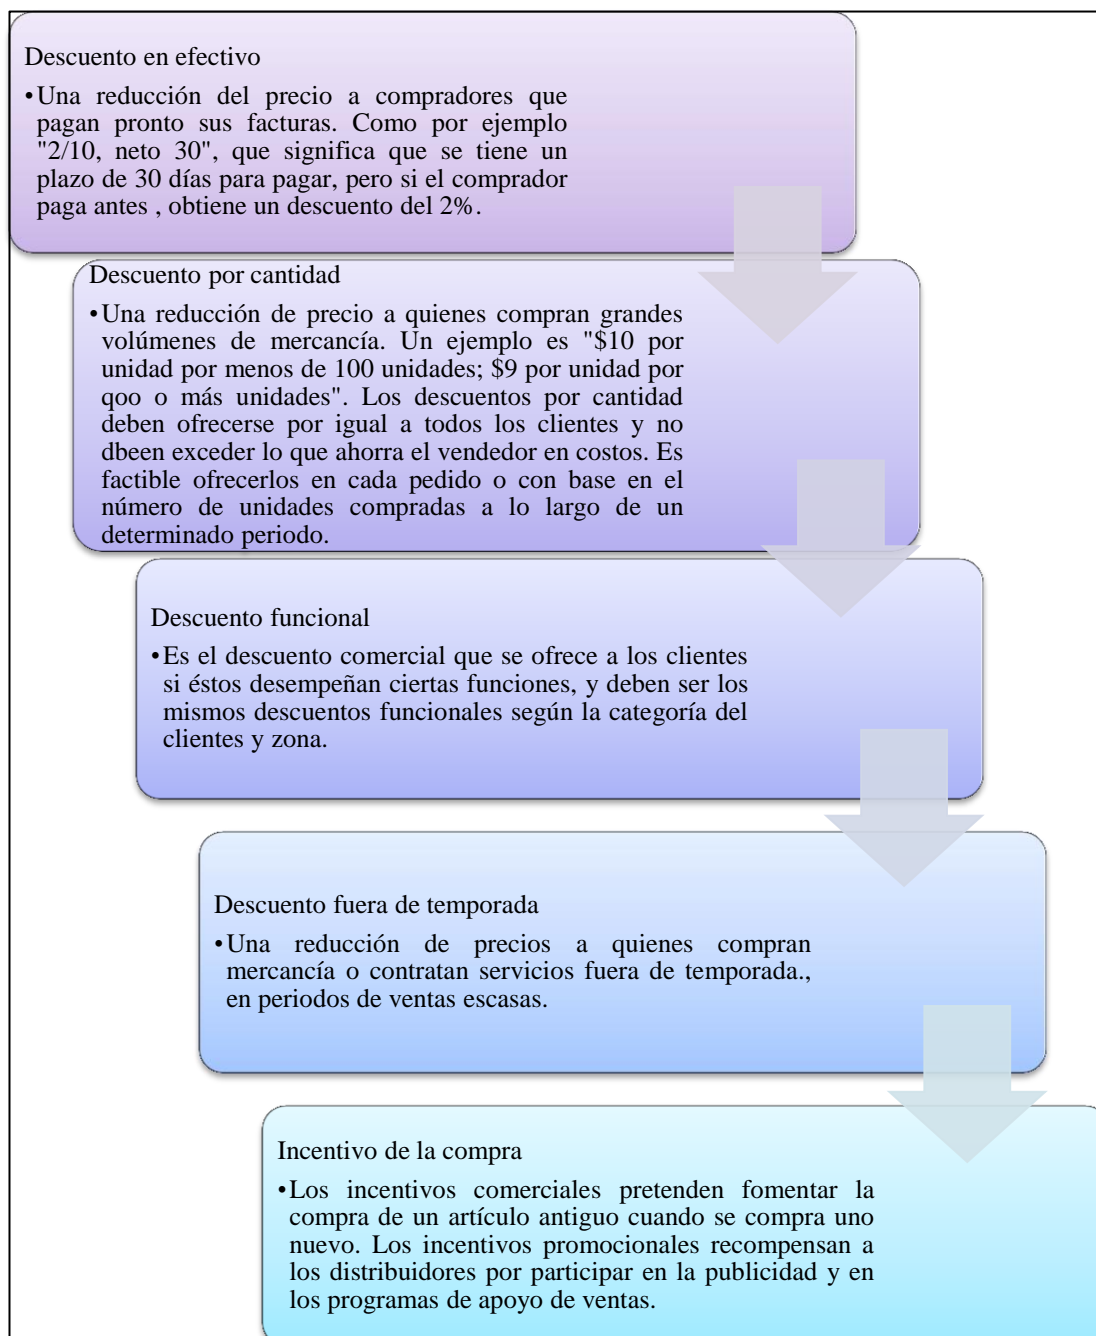 Descuento en efectivo
•Una reducción del precio a compradores que
pagan pronto sus facturas. Como por ejemplo
"2/10, neto 30", que significa que se tiene un
plazo de 30 días para pagar, pero si el comprador
paga antes , obtiene un descuento del 2%.
Descuento por cantidad
•Una reducción de precio a quienes compran grandes
volúmenes de mercancía. Un ejemplo es "$10 por
unidad por menos de 100 unidades; $9 por unidad por
qoo o más unidades". Los descuentos por cantidad
deben ofrecerse por igual a todos los clientes y no
dbeen exceder lo que ahorra el vendedor en costos. Es
factible ofrecerlos en cada pedido o con base en el
número de unidades compradas a lo largo de un
determinado periodo.
Descuento funcional
•Es el descuento comercial que se ofrece a los clientes
si éstos desempeñan ciertas funciones, y deben ser los
mismos descuentos funcionales según la categoría del
clientes y zona.
Descuento fuera de temporada
•Una reducción de precios a quienes compran
mercancía o contratan servicios fuera de temporada.,
en periodos de ventas escasas.
Incentivo de la compra
•Los incentivos comerciales pretenden fomentar la
compra de un artículo antiguo cuando se compra uno
nuevo. Los incentivos promocionales recompensan a
los distribuidores por participar en la publicidad y en
los programas de apoyo de ventas.